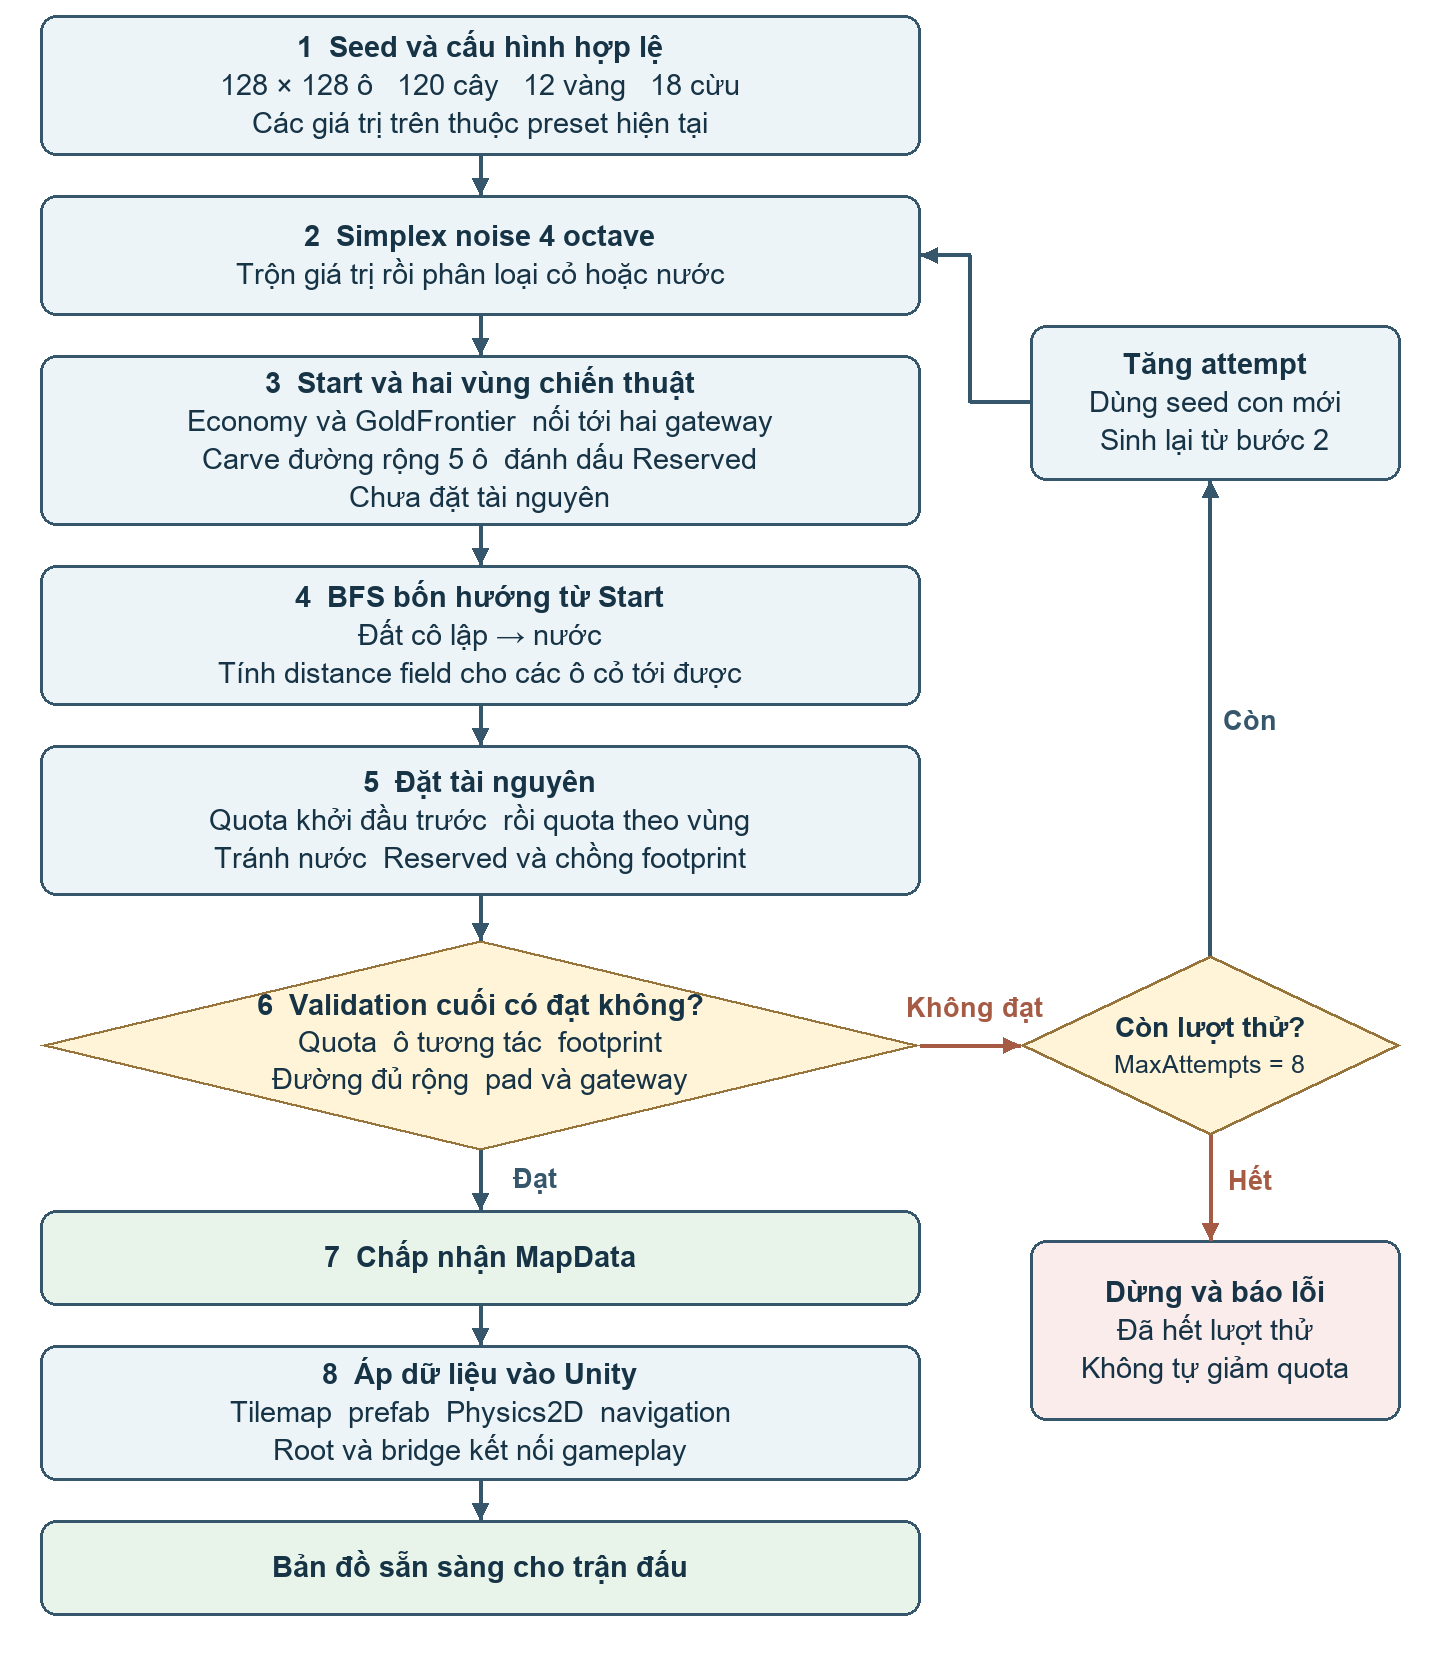 1 Seed và cấu hình hợp lệ
128 × 128 ô 120 cây 12 vàng 18 cừu
Các giá trị trên thuộc preset hiện tại
2 Simplex noise 4 octave
Trộn giá trị rồi phân loại cỏ hoặc nước
3 Start và hai vùng chiến thuật
Economy và GoldFrontier nối tới hai gateway
Carve đường rộng 5 ô đánh dấu Reserved
Chưa đặt tài nguyên
Tăng attempt
Dùng seed con mới
Sinh lại từ bước 2
4 BFS bốn hướng từ Start
Đất cô lập → nước
Tính distance field cho các ô cỏ tới được
Còn
5 Đặt tài nguyên
Quota khởi đầu trước rồi quota theo vùng
Tránh nước Reserved và chồng footprint
6 Validation cuối có đạt không?
Quota ô tương tác footprint
Đường đủ rộng pad và gateway
Không đạt
Còn lượt thử?
MaxAttempts = 8
Đạt
Hết
7 Chấp nhận MapData
Dừng và báo lỗi
Đã hết lượt thử
Không tự giảm quota
8 Áp dữ liệu vào Unity
Tilemap prefab Physics2D navigation
Root và bridge kết nối gameplay
Bản đồ sẵn sàng cho trận đấu